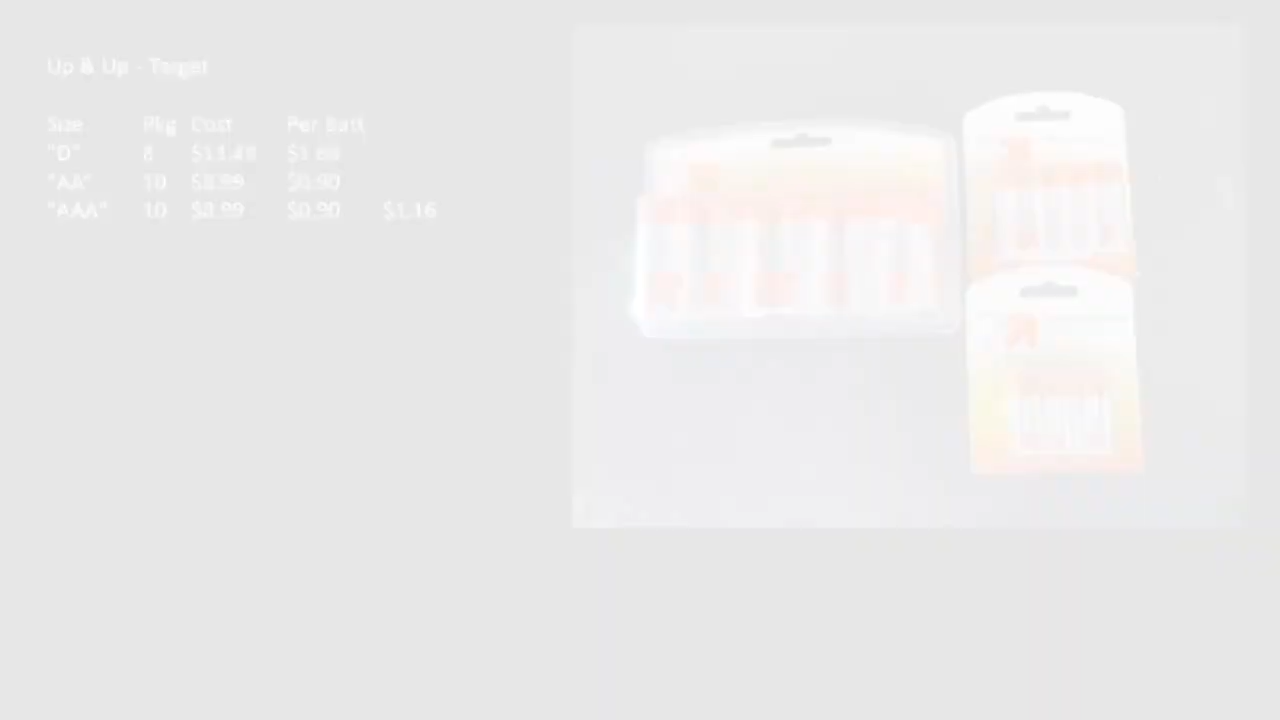 Up & Up - Target
Size Pkg Cost Per Batt
"D" 8
"AA" 10 $0.90
"AAA" 10 $0.90 $1.16